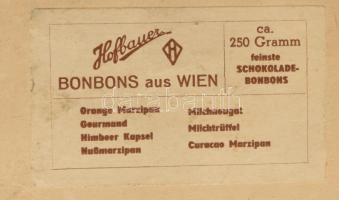 Hofbauer
H
BONBONS aus WIEN
ca.
250 Gramm
feinste
SCHOKOLADE-
BONBONS
Orange Marzipan
Gourmand
Himbeer Kapsel
Nußmarzipan
Milchnougat
Milchtrüffel
Curacao Marzipan
darabanth